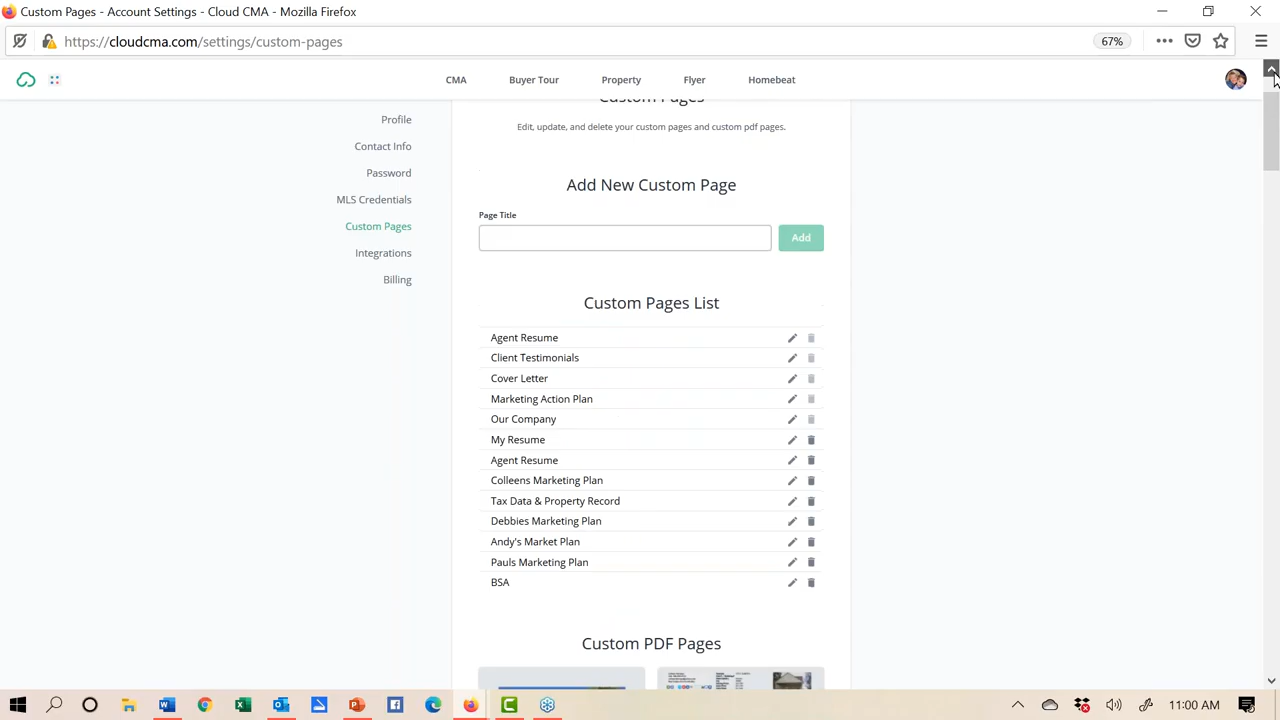 Custom Pages - Account Settings - Cloud CMA - Mozilla Firefox
https://cloudcma.com/settings/custom-pages
67%
CMA
Buyer Tour
Property
Flyer
Homebeat
Profile
Contact Info
Password
MLS Credentials
Custom Pages
Integrations
Billing
Custom Pages
Edit, update, and delete your custom pages and custom pdf pages.
Add New Custom Page
Page Title
Add
Custom Pages List
Agent Resume
Client Testimonials
Cover Letter
Marketing Action Plan
Our Company
My Resume
Agent Resume
Colleens Marketing Plan
Tax Data & Property Record
Debbies Marketing Plan
Andy's Market Plan
Pauls Marketing Plan
BSA
Custom PDF Pages
11:00 AM